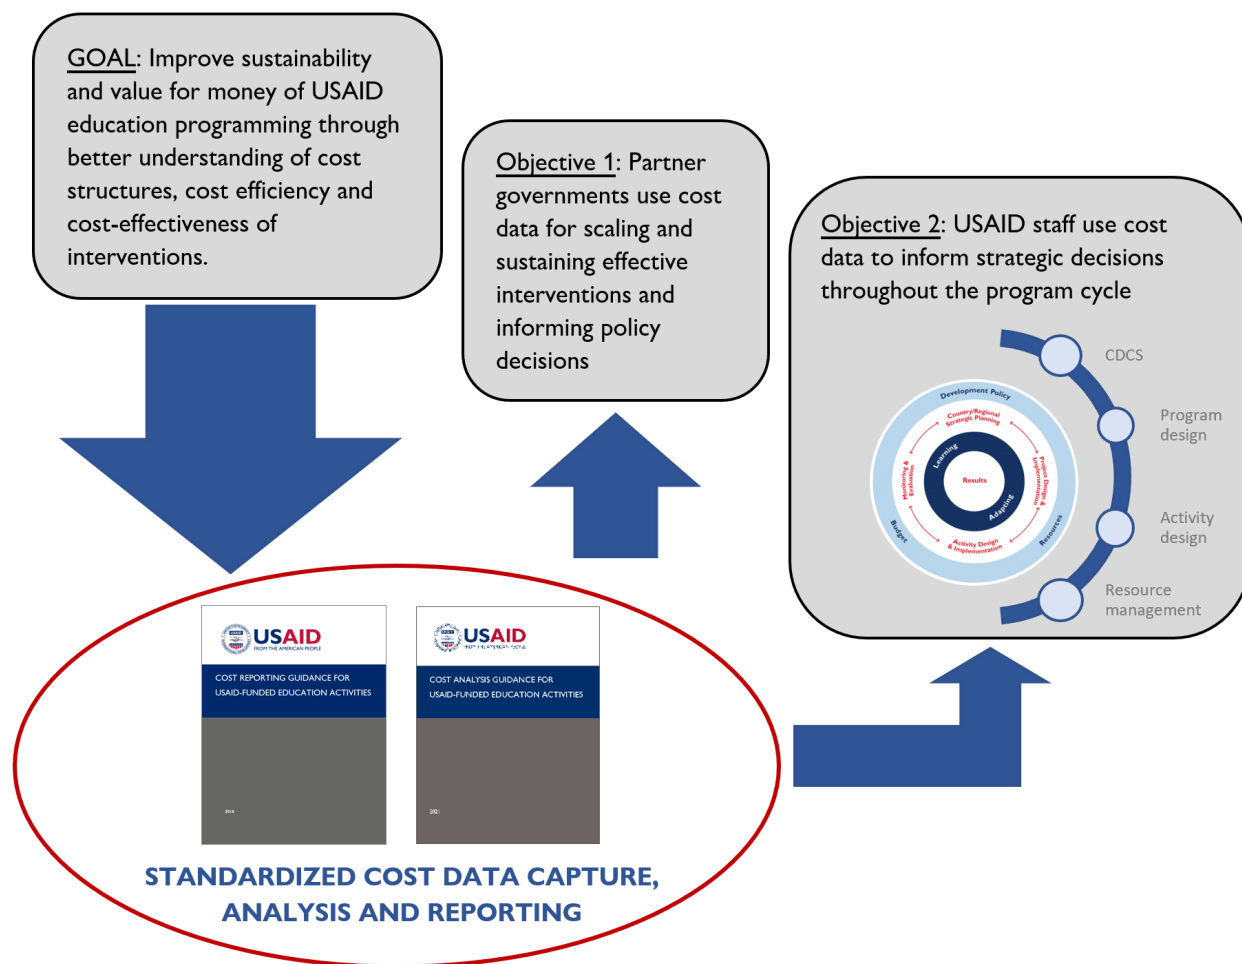 GOAL: Improve sustainability
and value for money of USAID
education programming through
better understanding of cost
structures, cost efficiency and
cost-effectiveness of
interventions.
Objective 1: Partner
governments use cost
data for scaling and
sustaining effective
interventions and
informing policy
decisions
Objective 2: USAID staff use cost
data to inform strategic decisions
throughout the program cycle
CDCS
Program
design
Activity
design
Resource
management
Development Policy
Country/Regional
Strategic Planning
Learning
Monitoring &
Evaluation
Results
Project Design &
Implementation
Adapting
Activity Design
& Implementation
Budget
Resources
USAID
FROM THE AMERICAN PEOPLE
COST REPORTING GUIDANCE FOR
USAID-FUNDED EDUCATION ACTIVITIES
USAID
FROM THE AMERICAN PEOPLE
COST ANALYSIS GUIDANCE FOR
USAID-FUNDED EDUCATION ACTIVITIES
2021
STANDARDIZED COST DATA CAPTURE,
ANALYSIS AND REPORTING